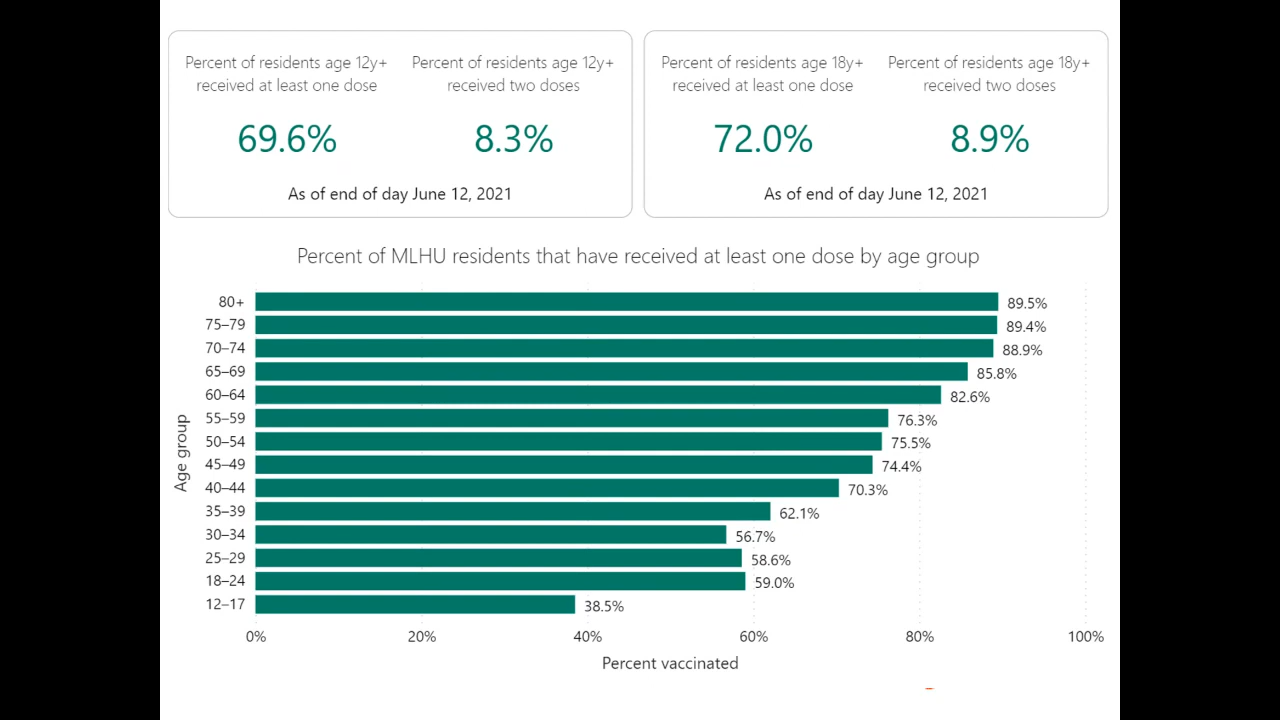 Percent of residents age 12y+
received at least one dose
69.6%
Percent of residents age 12y+
received two doses
8.3%
As of end of day June 12, 2021
Percent of residents age 18y+
received at least one dose
72.0%
Percent of residents age 18y+
received two doses
8.9%
As of end of day June 12, 2021
Percent of MLHU residents that have received at least one dose by age group
Age group
80+ 89.5%
75–79 89.4%
70–74 88.9%
65–69 85.8%
60–64 82.6%
55–59 76.3%
50–54 75.5%
45–49 74.4%
40–44 70.3%
35–39 62.1%
30–34 56.7%
25–29 58.6%
18–24 59.0%
12–17 38.5%
0% 20% 40% 60% 80% 100%
Percent vaccinated